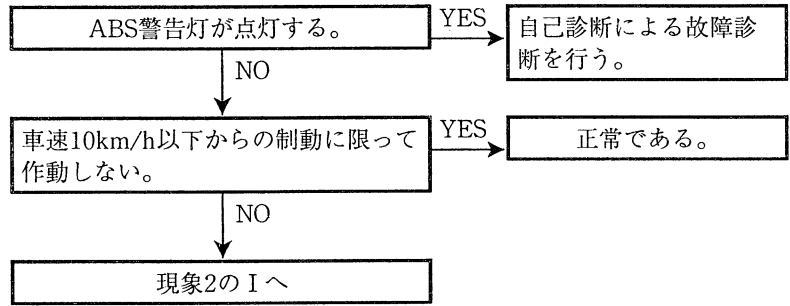 ABS警告灯が点灯する。
YES
自己診断による故障診
断を行う。
NO
車速10km/h以下からの制動に限って
作動しない。
YES
正常である。
NO
現象2のⅠへ